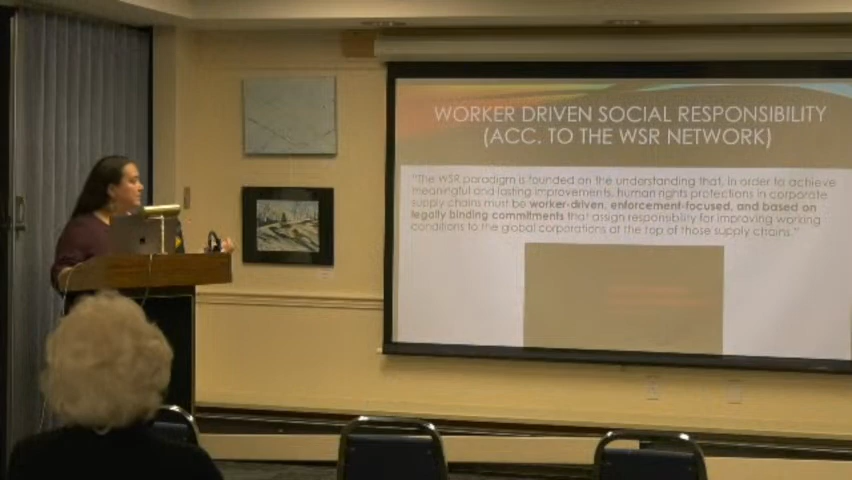 WORKER DRIVEN SOCIAL RESPONSIBILITY
(ACC. TO THE WSR NETWORK)
"The WSR paradigm is founded on the understanding that, in order to achieve
meaningful and lasting improvements, human rights protections in corporate
supply chains must be worker-driven, enforcement-focused, and based on
legally binding commitments that assign responsibility for improving working
conditions to the global corporations at the top of those supply chains."